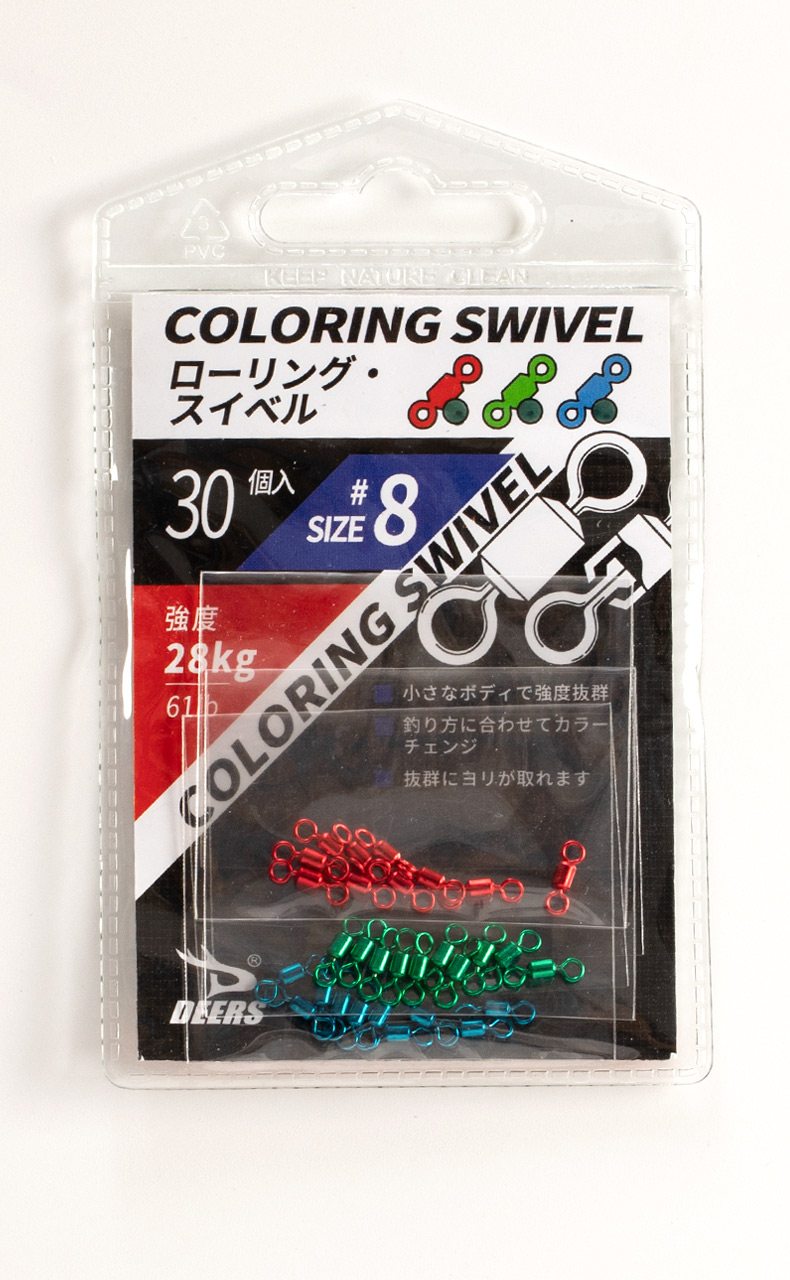 3
PVC
KEEP NATURE CLEAN
COLORING SWIVEL
ローリング・
スイベル
30 個入
#
SIZE 8
COLORING SWIVEL
強度
28kg
61lb
小さなボディで強度抜群
釣り方に合わせてカラー
チェンジ
抜群にヨリが取れます
®
DEERS